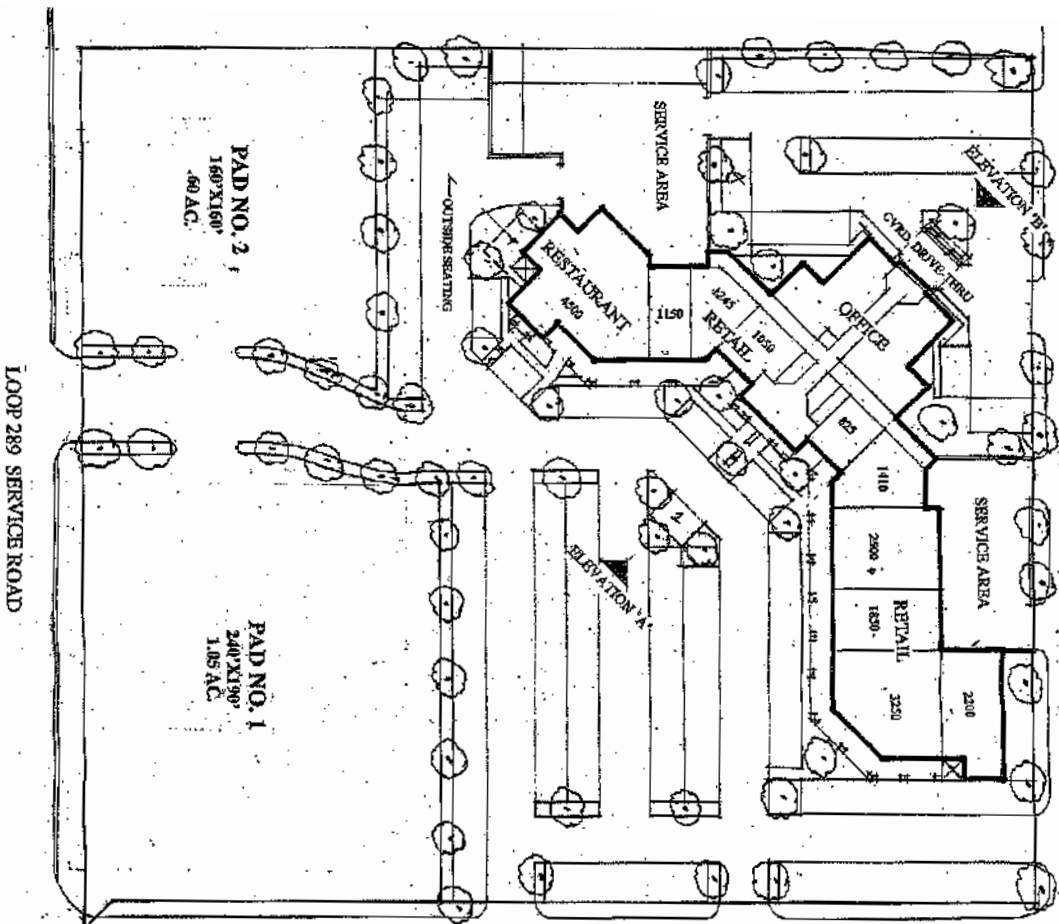 LOOP 289 SERVICE ROAD
PAD NO. 2
160'X160'
.60 AC.
PAD NO. 1
240'X190'
1.05 AC.
OUTSIDE SEATING
SERVICE AREA
RESTAURANT
4500
1150
4245
RETAIL
1050
OFFICE
CVRD. DRIVE-THRU
ELEVATION 'B'
825
1410
SERVICE AREA
RETAIL
3250
2200
ELEVATION 'A'